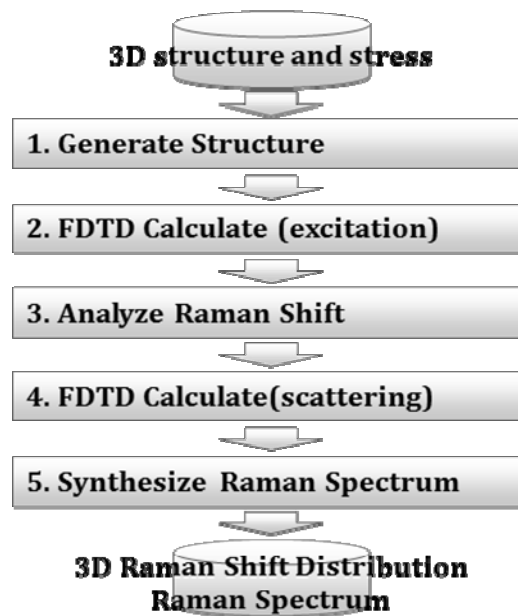 3D structure and stress
1. Generate Structure
2. FDTD Calculate (excitation)
3. Analyze Raman Shift
4. FDTD Calculate(scattering)
5. Synthesize Raman Spectrum
3D Raman Shift Distribution
Raman Spectrum